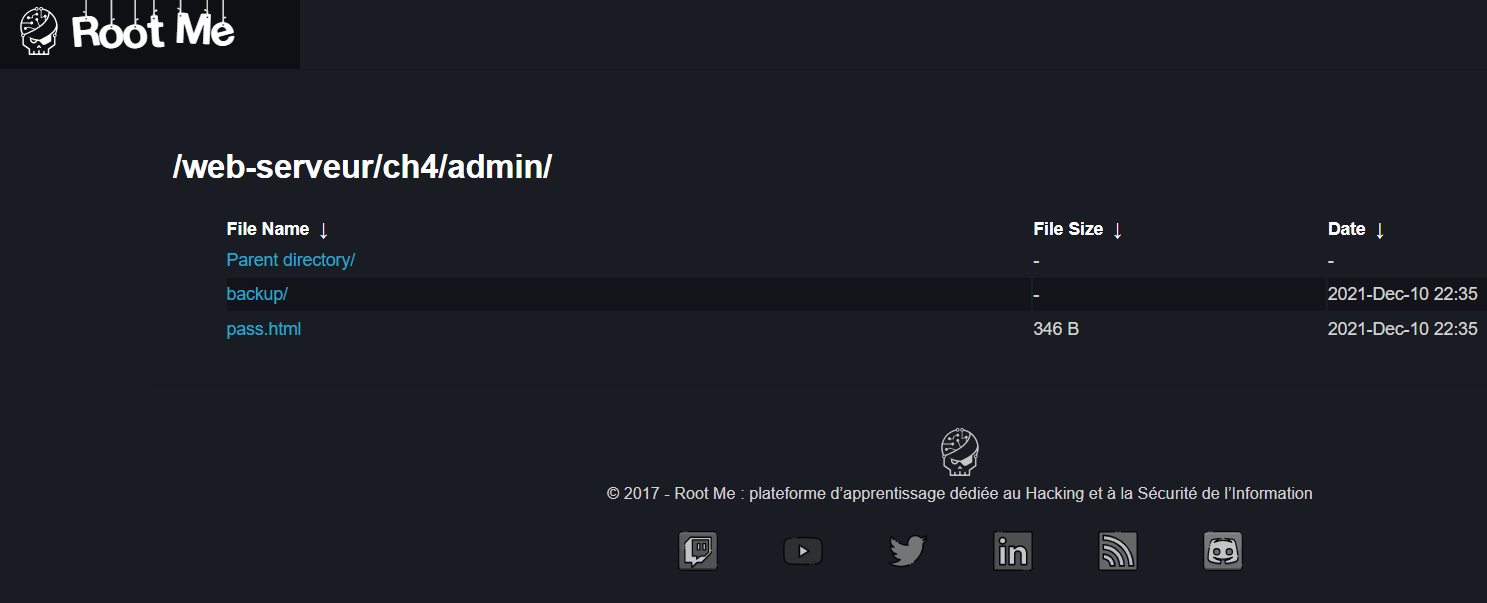 Root Me
/web-serveur/ch4/admin/
File Name ↓ File Size ↓ Date ↓
Parent directory/ - -
backup/ - 2021-Dec-10 22:35
pass.html 346 B 2021-Dec-10 22:35
© 2017 - Root Me : plateforme d’apprentissage dédiée au Hacking et à la Sécurité de l’Information
in